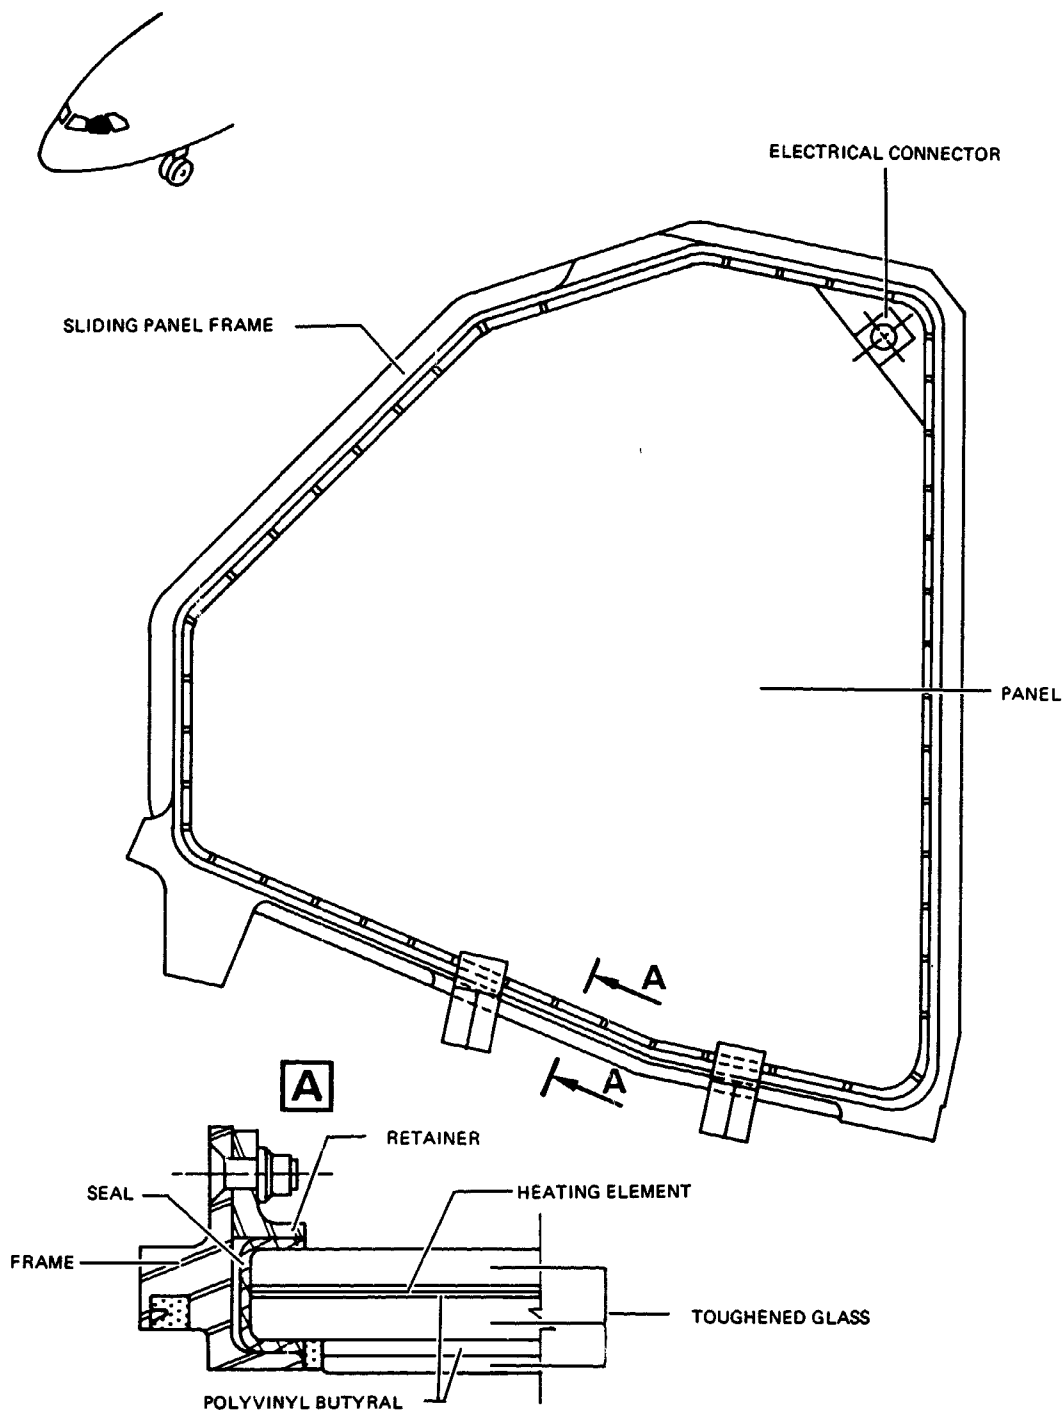 ELECTRICAL CONNECTOR
SLIDING PANEL FRAME
PANEL
A
A
A
RETAINER
SEAL
HEATING ELEMENT
FRAME
TOUGHENED GLASS
POLYVINYL BUTYRAL